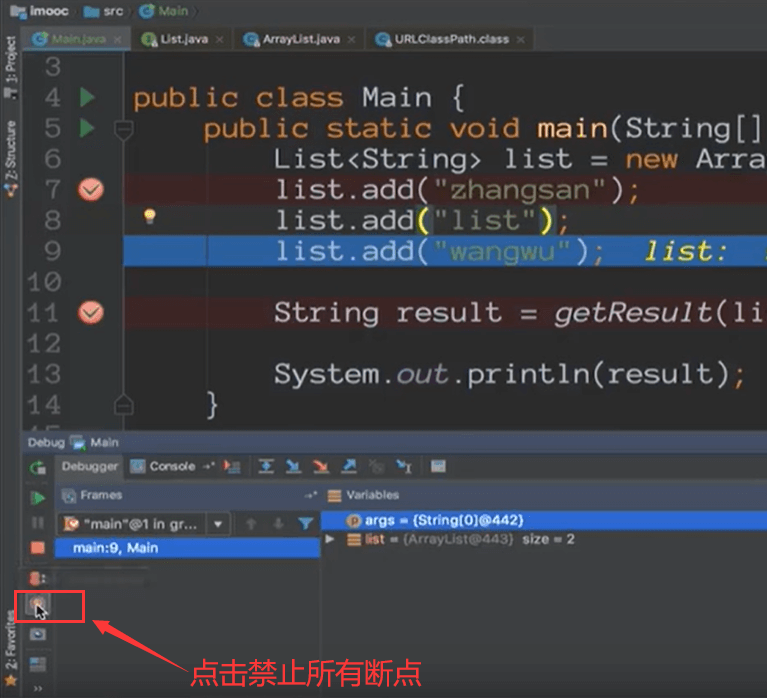 imooc src Main
Main.java List.java ArrayList.java URLClassPath.class
1: Project
2: Structure
3
4 public class Main {
5 public static void main(String[]
6 List<String> list = new Arra
7 list.add("zhangsan");
8 list.add("list");
9 list.add("wangwu"); list:
10
11 String result = getResult(li
12
13 System.out.println(result);
14 }
Debug Main
Debugger Console
Frames Variables
"main"@1 in gr... args = {String[0]@442}
main:9, Main list = {ArrayList@443} size = 2
2: Favorites
点击禁止所有断点